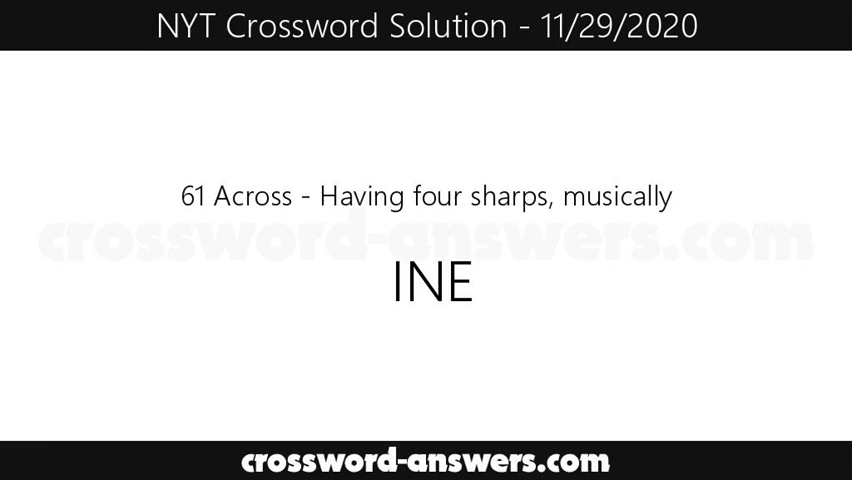 NYT Crossword Solution - 11/29/2020
61 Across - Having four sharps, musically
crossword-answers.com
INE
crossword-answers.com